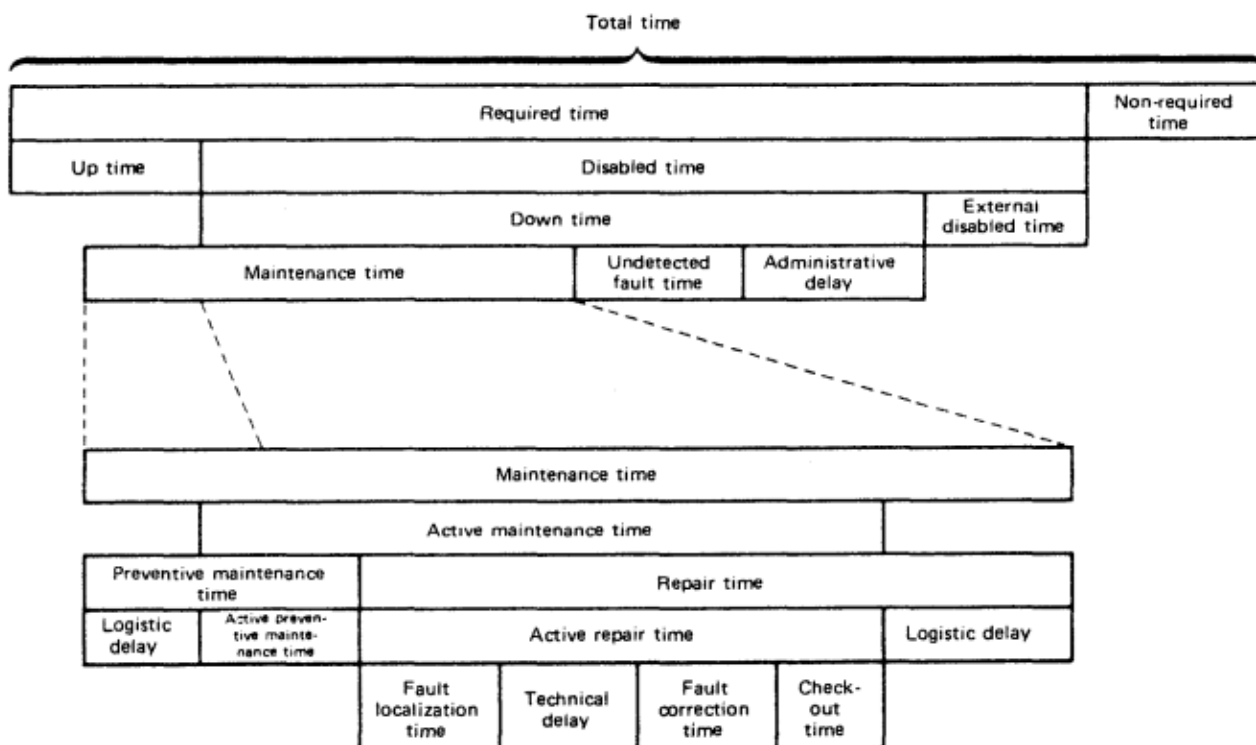 Total time
Required time
Non-required
time
Up time
Disabled time
Down time
External
disabled time
Maintenance time
Undetected
fault time
Administrative
delay
Maintenance time
Active maintenance time
Preventive maintenance
time
Repair time
Logistic
delay
Active preven-
tive mainte-
nance time
Active repair time
Logistic delay
Fault
localization
time
Technical
delay
Fault
correction
time
Check-
out
time